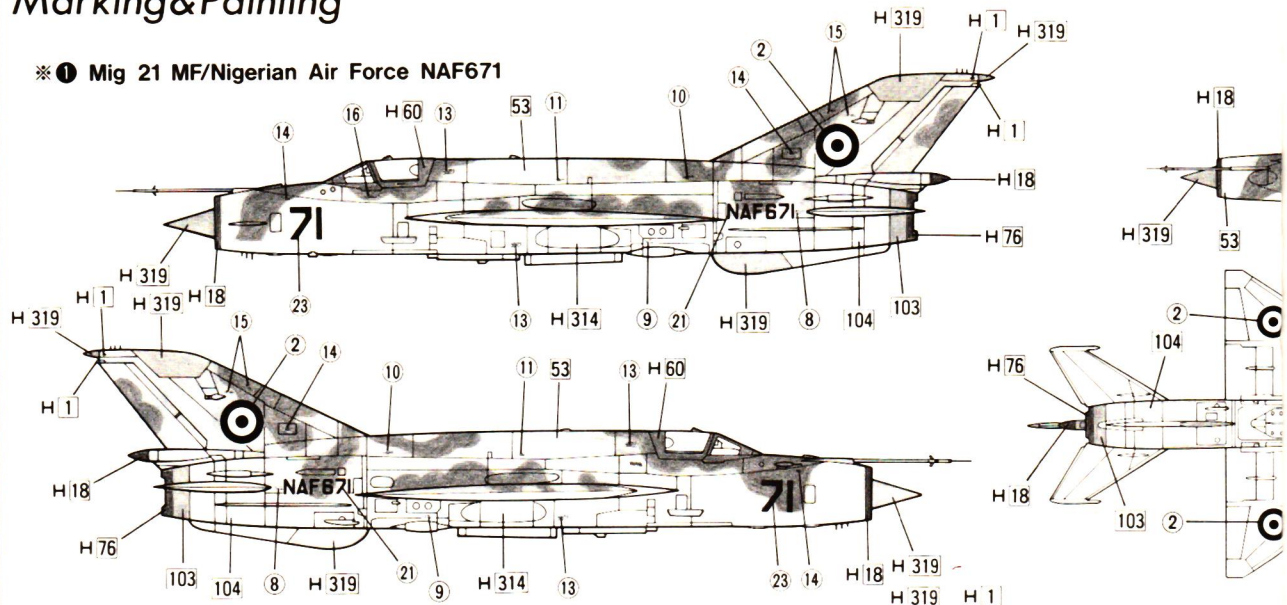 Marking&Painting
※❶ Mig 21 MF/Nigerian Air Force NAF671
H 319 H 1 H 319
15
2
14
10
11
53
13
H 60
16
14
H 1
H 18
H 18
71
NAF671
H 76
H 319
53
H 319
H 18
23
13
H 314
9
21
H 319
8
104
103
H 319
H 1
H 319
15
2
14
10
11
53
13
H 60
2
104
H 76
H 1
H 18
NAF671
71
H 18
103
2
H 76
103
104
8
H 319
21
9
H 314
13
23
14
H 18
H 319
H 319 H 1